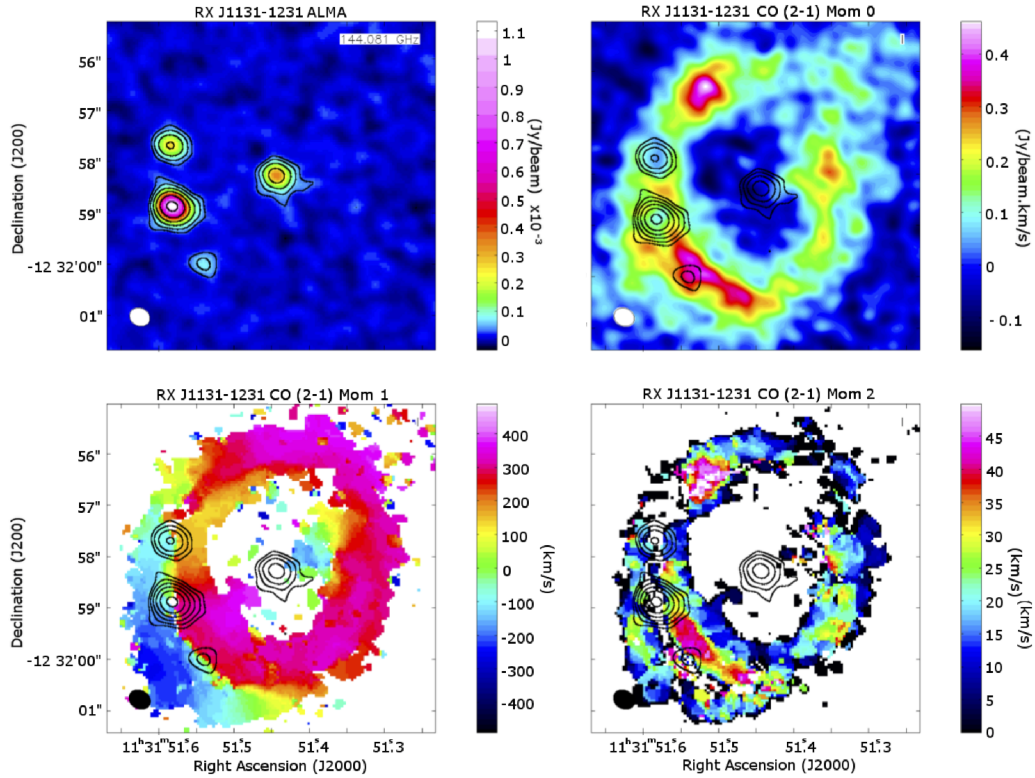 RX J1131-1231 ALMA
144.081 GHz
56"
57"
58"
59"
-12 32'00"
01"
Declination (J200)
1.1
1
0.9
0.8
0.7
0.6
0.5
0.4
0.3
0.2
0.1
0
(Jy/beam) x10⁻³
RX J1131-1231 CO (2-1) Mom 0
0.4
0.3
0.2
0.1
0
- 0.1
(Jy/beam.km/s)
RX J1131-1231 CO (2-1) Mom 1
56"
57"
58"
59"
-12 32'00"
01"
Declination (J200)
11ʰ31ᵐ51ˢ.6
51ˢ.5
51ˢ.4
51ˢ.3
Right Ascension (J2000)
400
300
200
100
0
-100
-200
-300
-400
(km/s)
RX J1131-1231 CO (2-1) Mom 2
11ʰ31ᵐ51ˢ.6
51ˢ.5
51ˢ.4
51ˢ.3
Right Ascension (J2000)
45
40
35
30
25
20
15
10
5
0
(km/s)
(km/s)